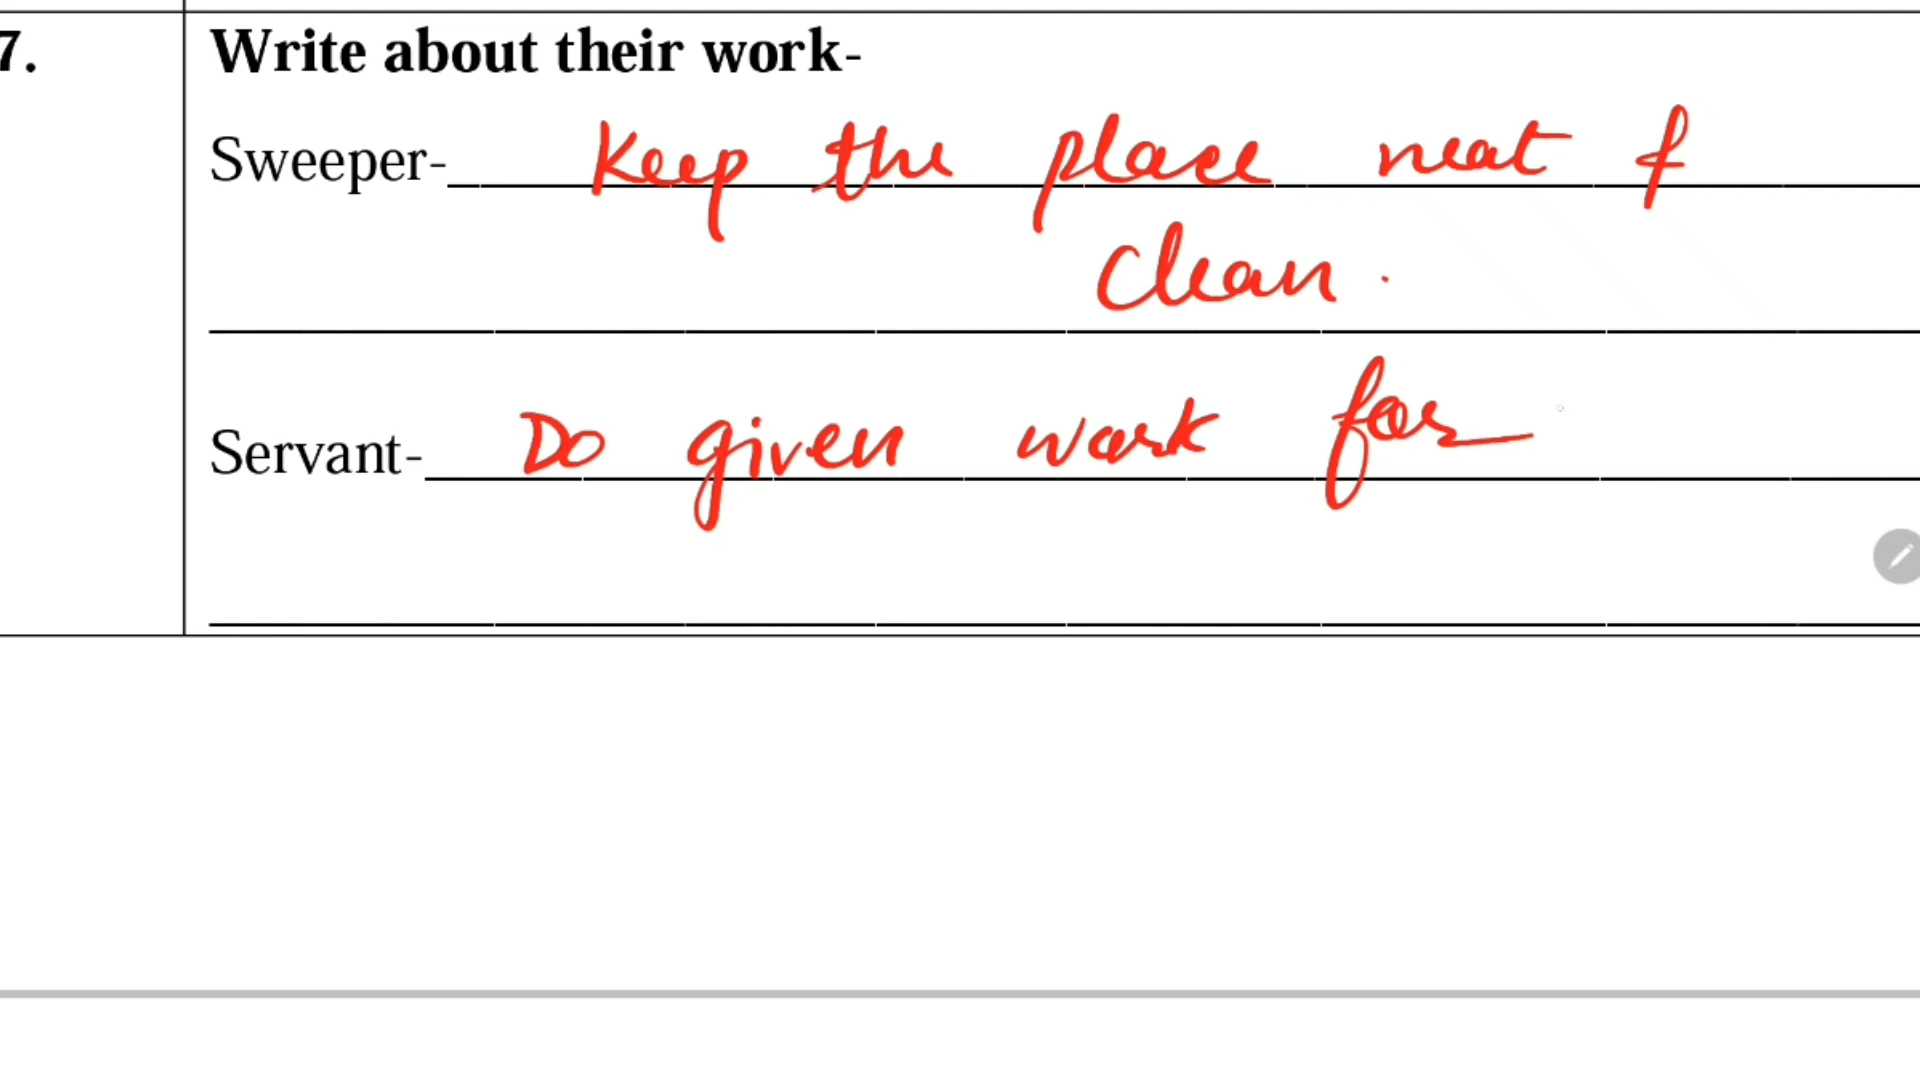 7.
Write about their work-
Sweeper- Keep the place neat &
clean.
Servant- Do given work for